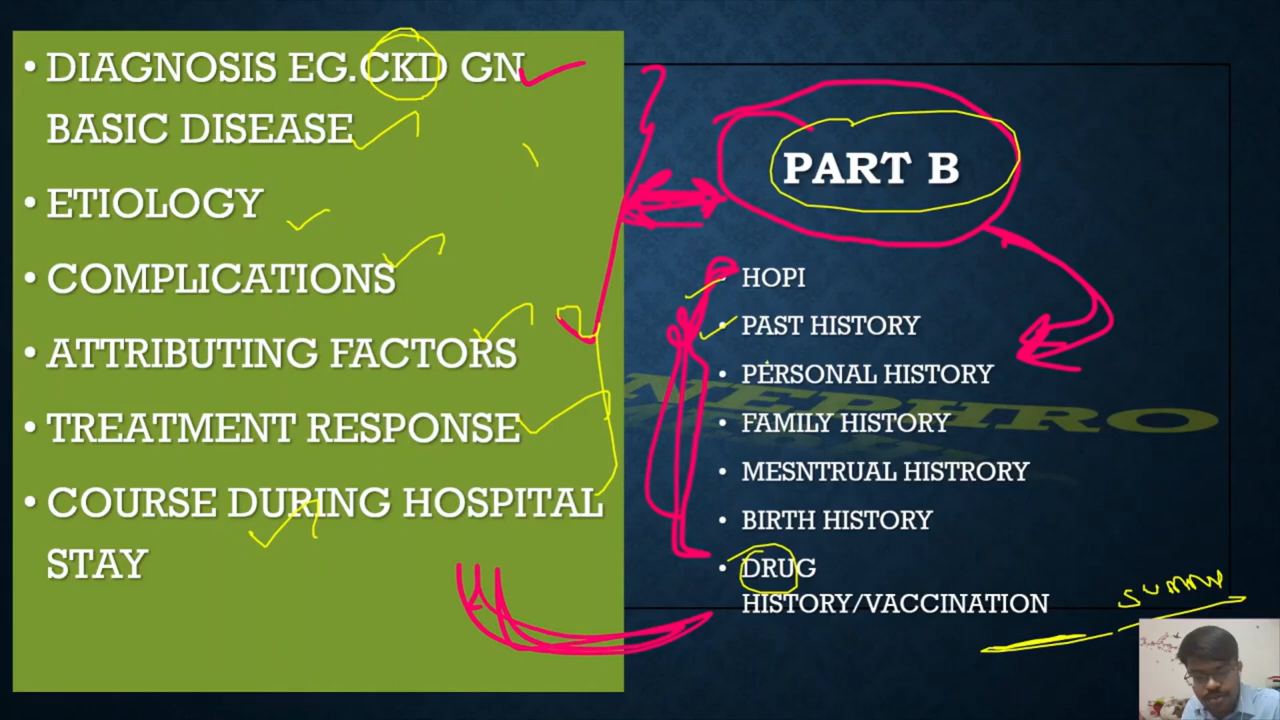 • DIAGNOSIS EG.CKD GN
BASIC DISEASE
• ETIOLOGY
• COMPLICATIONS
• ATTRIBUTING FACTORS
• TREATMENT RESPONSE
• COURSE DURING HOSPITAL
STAY
PART B
• HOPI
• PAST HISTORY
• PERSONAL HISTORY
• FAMILY HISTORY
• MESNTRUAL HISTRORY
• BIRTH HISTORY
• DRUG
HISTORY/VACCINATION
NEPHRO